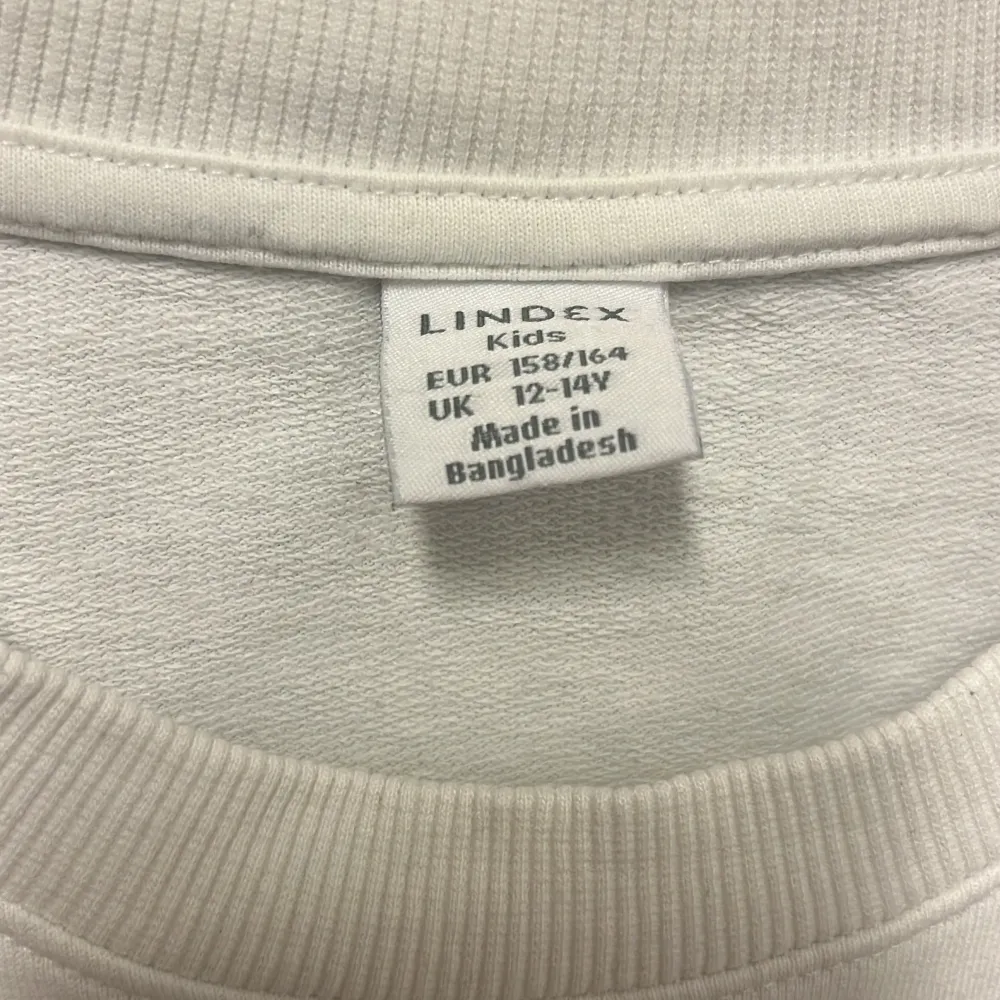 LINDEX
Kids
EUR 158/164
UK 12-14Y
Made in
Bangladesh